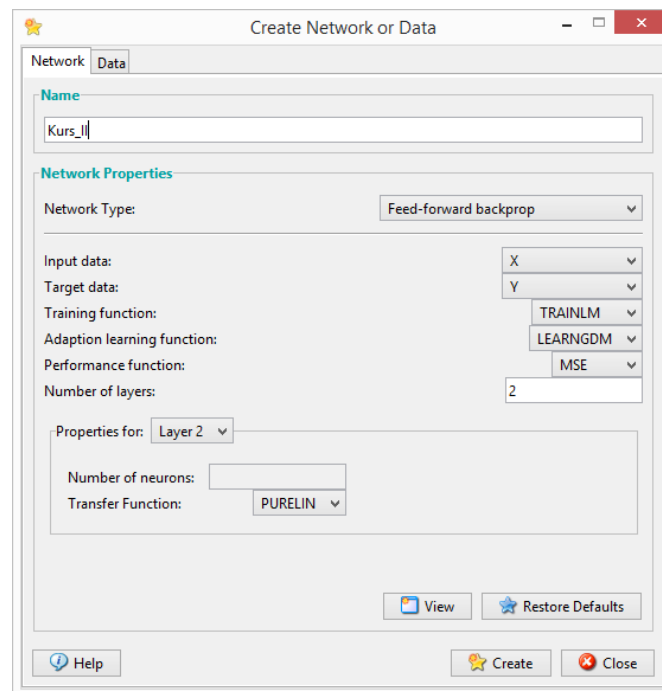 Create Network or Data
Network Data
Name
Kurs_II
Network Properties
Network Type: Feed-forward backprop
Input data: X
Target data: Y
Training function: TRAINLM
Adaption learning function: LEARNGDM
Performance function: MSE
Number of layers: 2
Properties for: Layer 2
Number of neurons:
Transfer Function: PURELIN
View Restore Defaults
Help Create Close